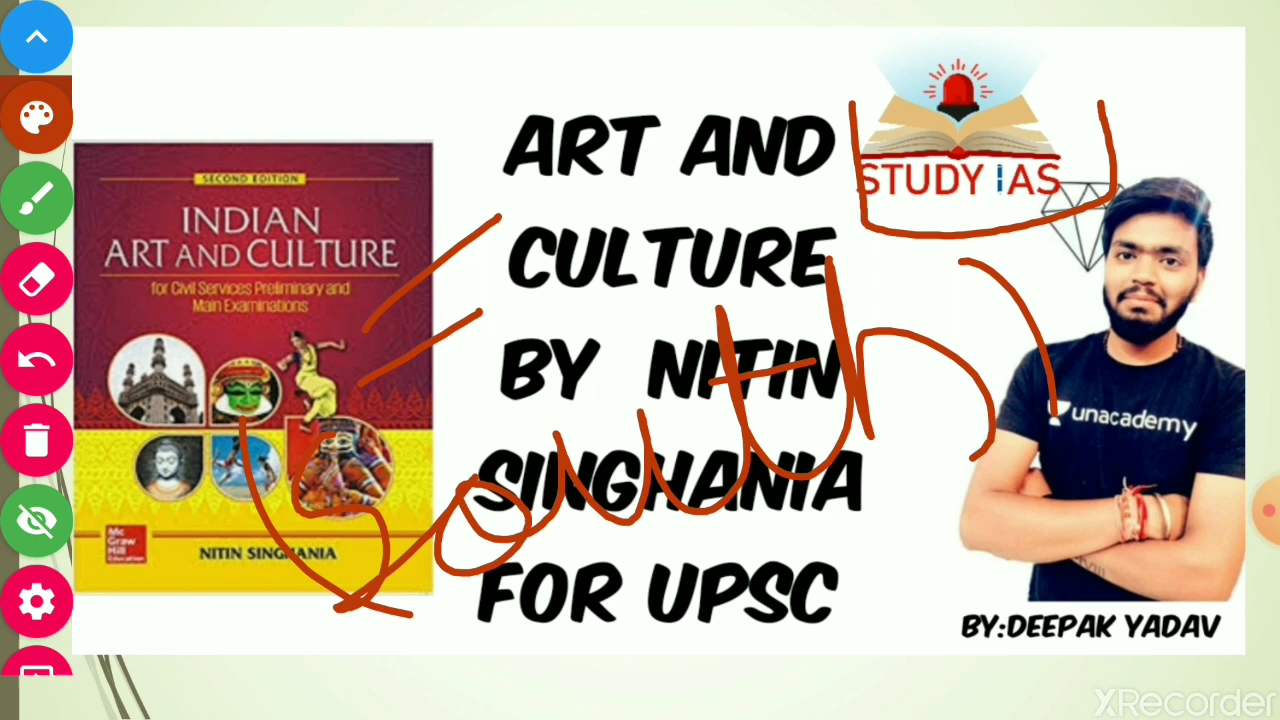 SECOND EDITION
INDIAN
ART AND CULTURE
for Civil Services Preliminary and
Main Examinations
Mc
Graw
Hill
Education
NITIN SINGHANIA
ART AND
CULTURE
BY NITIN
SINGHANIA
FOR UPSC
South
STUDY IAS
unacademy
BY:DEEPAK YADAV
XRecorder